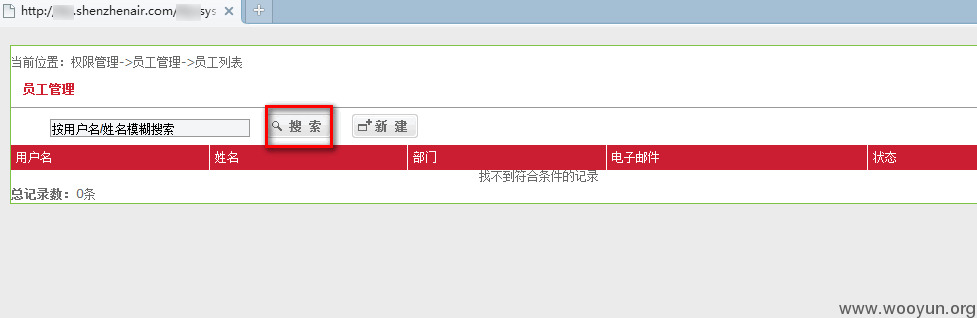 http:// .shenzhenair.com/ sys
当前位置：权限管理->员工管理->员工列表
员工管理
按用户名/姓名模糊搜索 搜 索 新 建
用户名 姓名 部门 电子邮件 状态
找不到符合条件的记录
总记录数：0条
www.wooyun.org